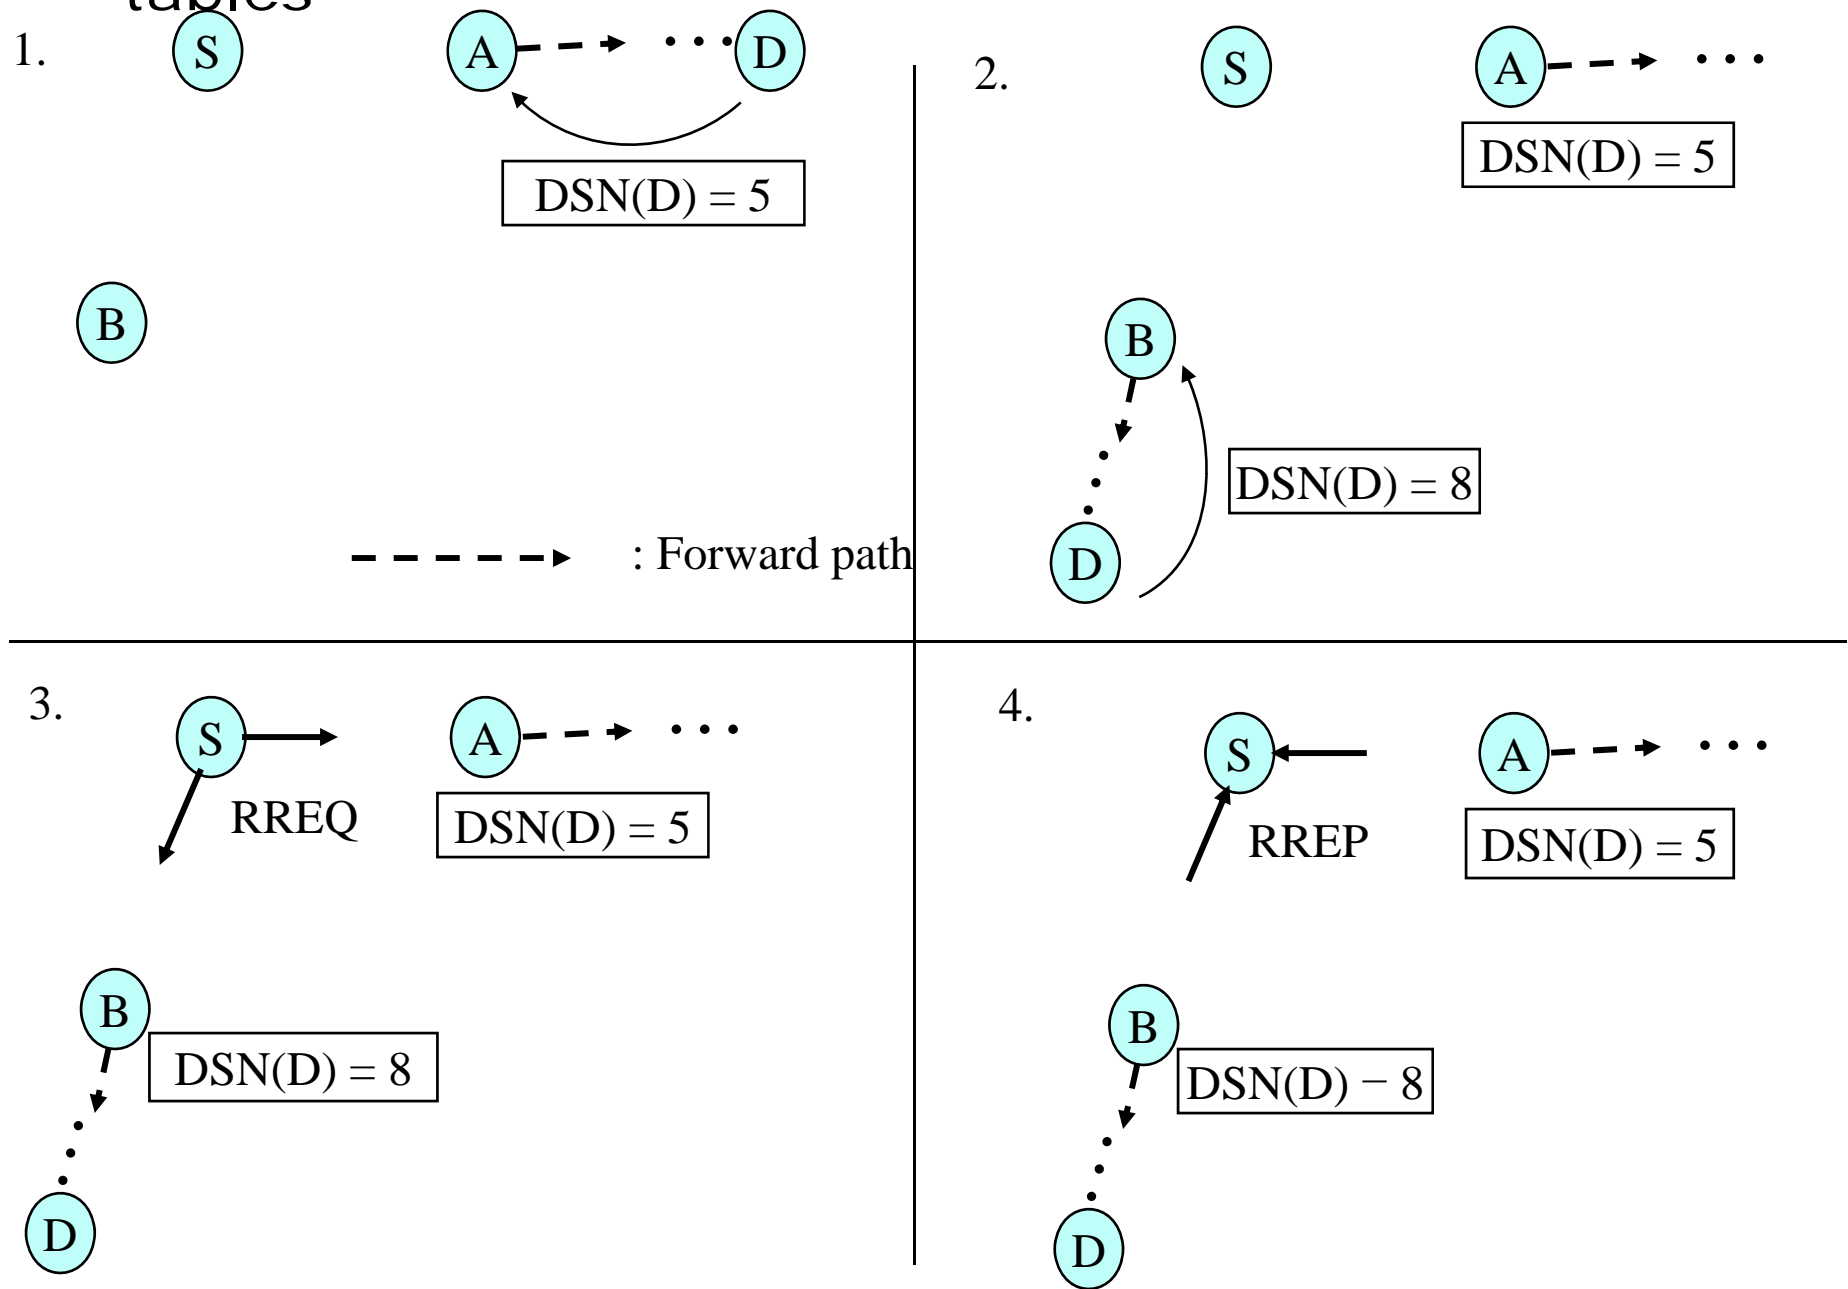 tables
1.
S
A
D
DSN(D) = 5
B
: Forward path
2.
S
A
DSN(D) = 5
B
DSN(D) = 8
D
3.
S
A
RREQ
DSN(D) = 5
B
DSN(D) = 8
D
4.
S
A
RREP
DSN(D) = 5
B
DSN(D) − 8
D